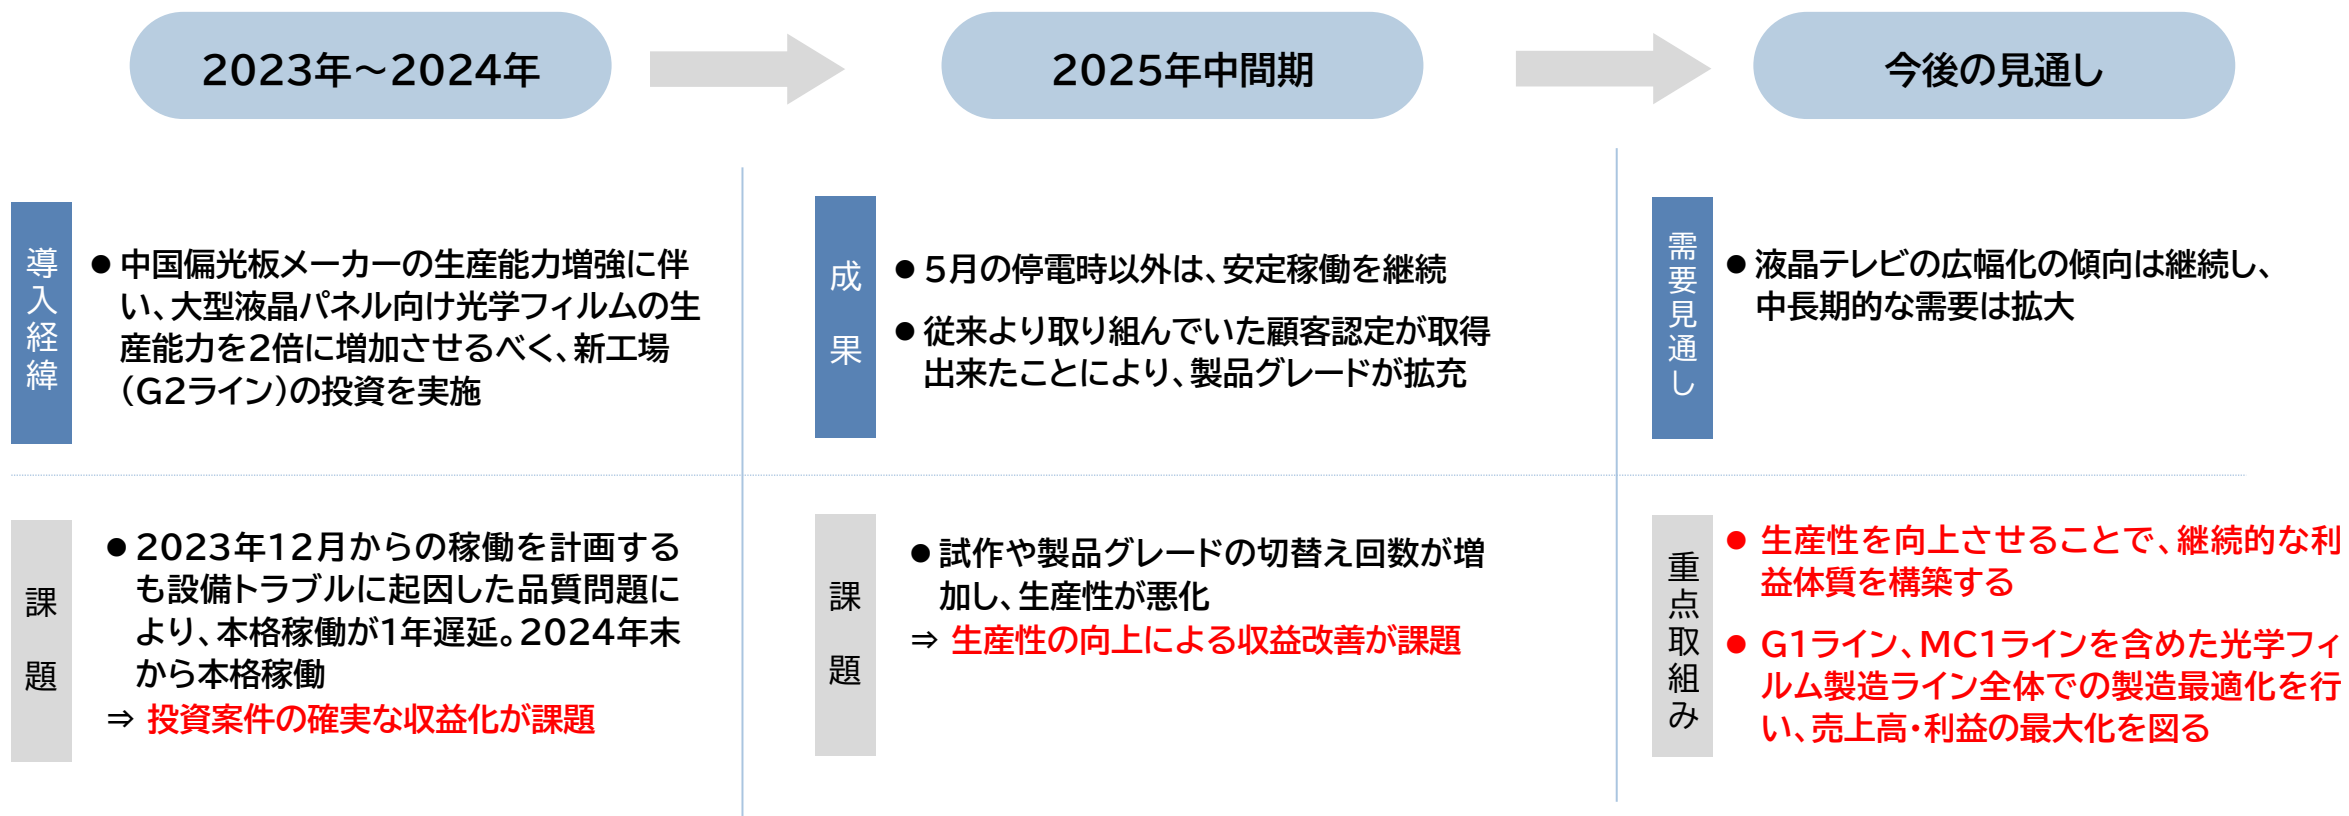 2023年～2024年
2025年中間期
今後の見通し
導入経緯
● 中国偏光板メーカーの生産能力増強に伴
い、大型液晶パネル向け光学フィルムの生
産能力を2倍に増加させるべく、新工場
（G2ライン）の投資を実施
成果
● 5月の停電時以外は、安定稼働を継続
● 従来より取り組んでいた顧客認定が取得
出来たことにより、製品グレードが拡充
需要見通し
● 液晶テレビの広幅化の傾向は継続し、
中長期的な需要は拡大
課題
● 2023年12月からの稼働を計画する
も設備トラブルに起因した品質問題に
より、本格稼働が1年遅延。2024年末
から本格稼働
⇒ 投資案件の確実な収益化が課題
課題
● 試作や製品グレードの切替え回数が増
加し、生産性が悪化
⇒ 生産性の向上による収益改善が課題
重点取組み
● 生産性を向上させることで、継続的な利
益体質を構築する
● G1ライン、MC1ラインを含めた光学フィ
ルム製造ライン全体での製造最適化を行
い、売上高・利益の最大化を図る